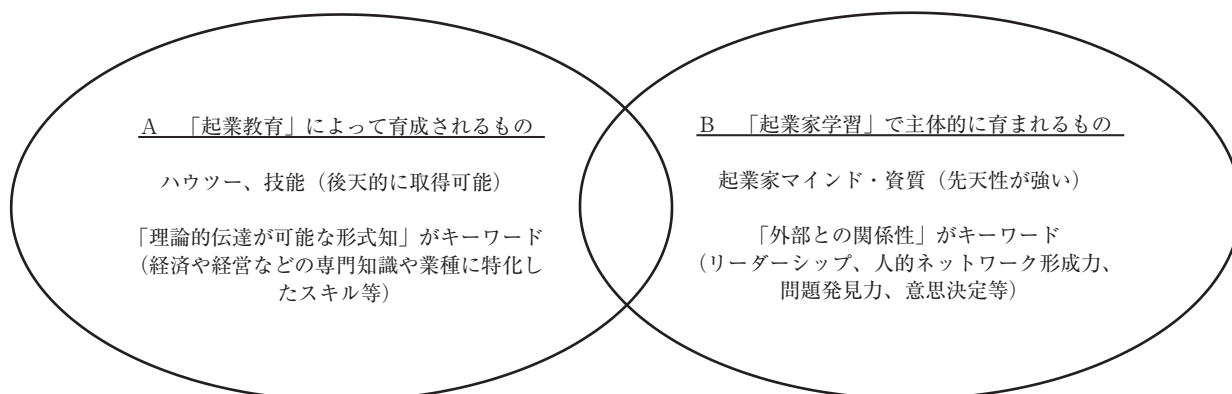 A 「起業教育」によって育成されるもの
ハウツー、技能（後天的に取得可能）
「理論的伝達が可能な形式知」がキーワード
（経済や経営などの専門知識や業種に特化し
たスキル等）
B 「起業家学習」で主体的に育まれるもの
起業家マインド・資質（先天性が強い）
「外部との関係性」がキーワード
（リーダーシップ、人的ネットワーク形成力、
問題発見力、意思決定等）